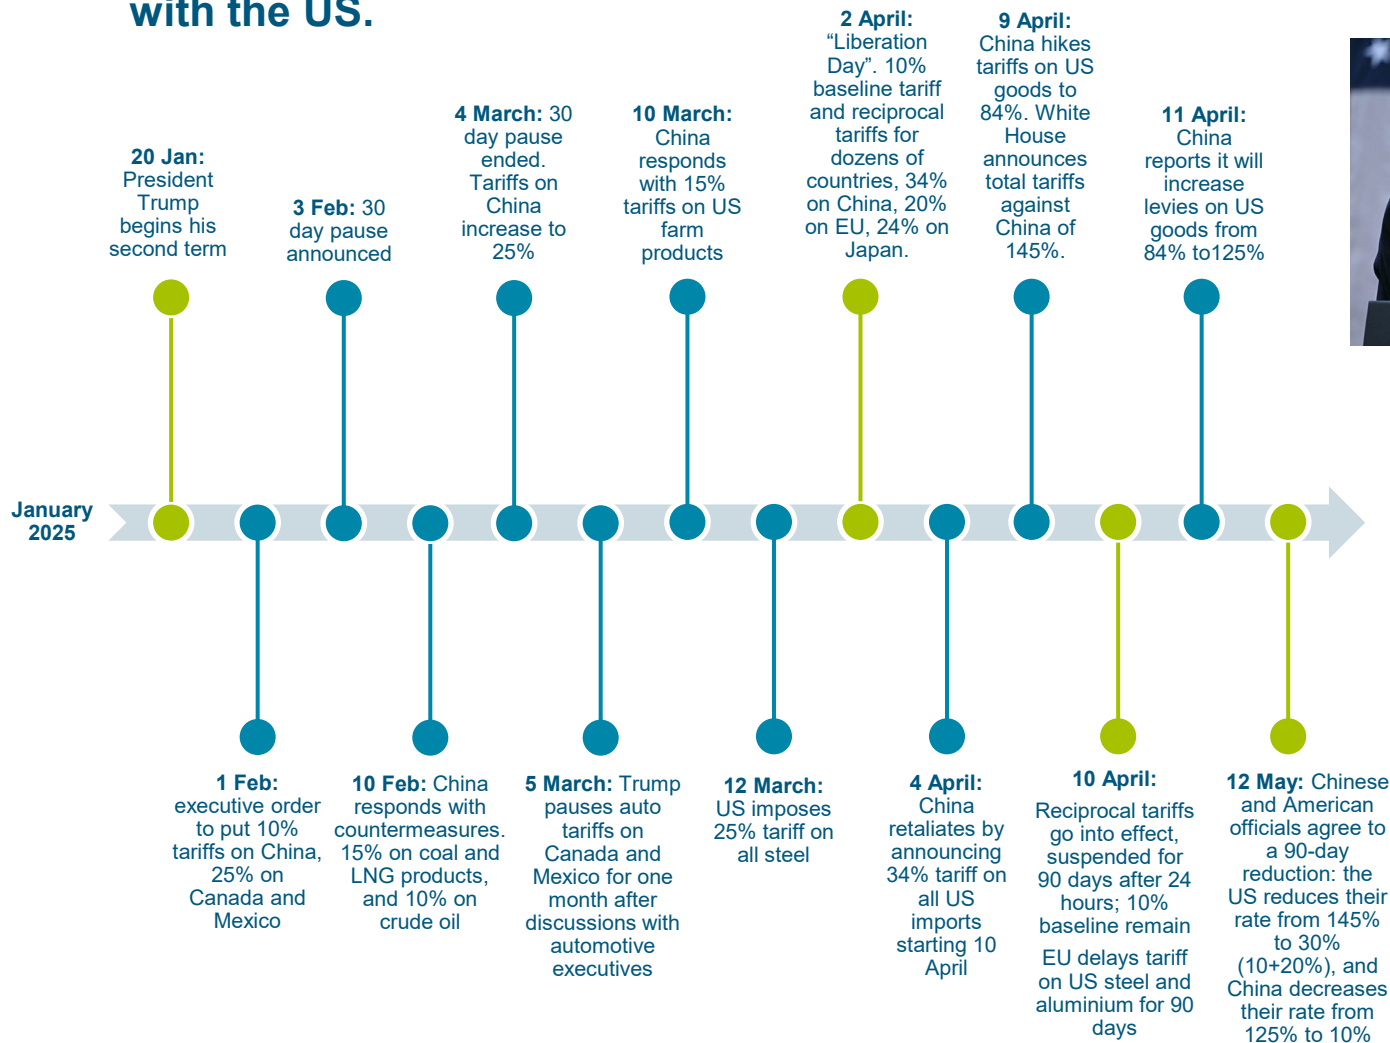 with the US.
20 Jan:
President
Trump
begins his
second term
1 Feb:
executive order
to put 10%
tariffs on China,
25% on
Canada and
Mexico
3 Feb: 30
day pause
announced
10 Feb: China
responds with
countermeasures.
15% on coal and
LNG products,
and 10% on
crude oil
4 March: 30
day pause
ended.
Tariffs on
China
increase to
25%
5 March: Trump
pauses auto
tariffs on
Canada and
Mexico for one
month after
discussions with
automotive
executives
10 March:
China
responds
with 15%
tariffs on US
farm
products
12 March:
US imposes
25% tariff on
all steel
2 April:
“Liberation
Day”. 10%
baseline tariff
and reciprocal
tariffs for
dozens of
countries, 34%
on China, 20%
on EU, 24% on
Japan.
4 April:
China
retaliates by
announcing
34% tariff on
all US
imports
starting 10
April
9 April:
China hikes
tariffs on US
goods to
84%. White
House
announces
total tariffs
against
China of
145%.
10 April:
Reciprocal tariffs
go into effect,
suspended for
90 days after 24
hours; 10%
baseline remain
EU delays tariff
on US steel and
aluminium for 90
days
11 April:
China
reports it will
increase
levies on US
goods from
84% to125%
12 May: Chinese
and American
officials agree to
a 90-day
reduction: the
US reduces their
rate from 145%
to 30%
(10+20%), and
China decreases
their rate from
125% to 10%
January
2025